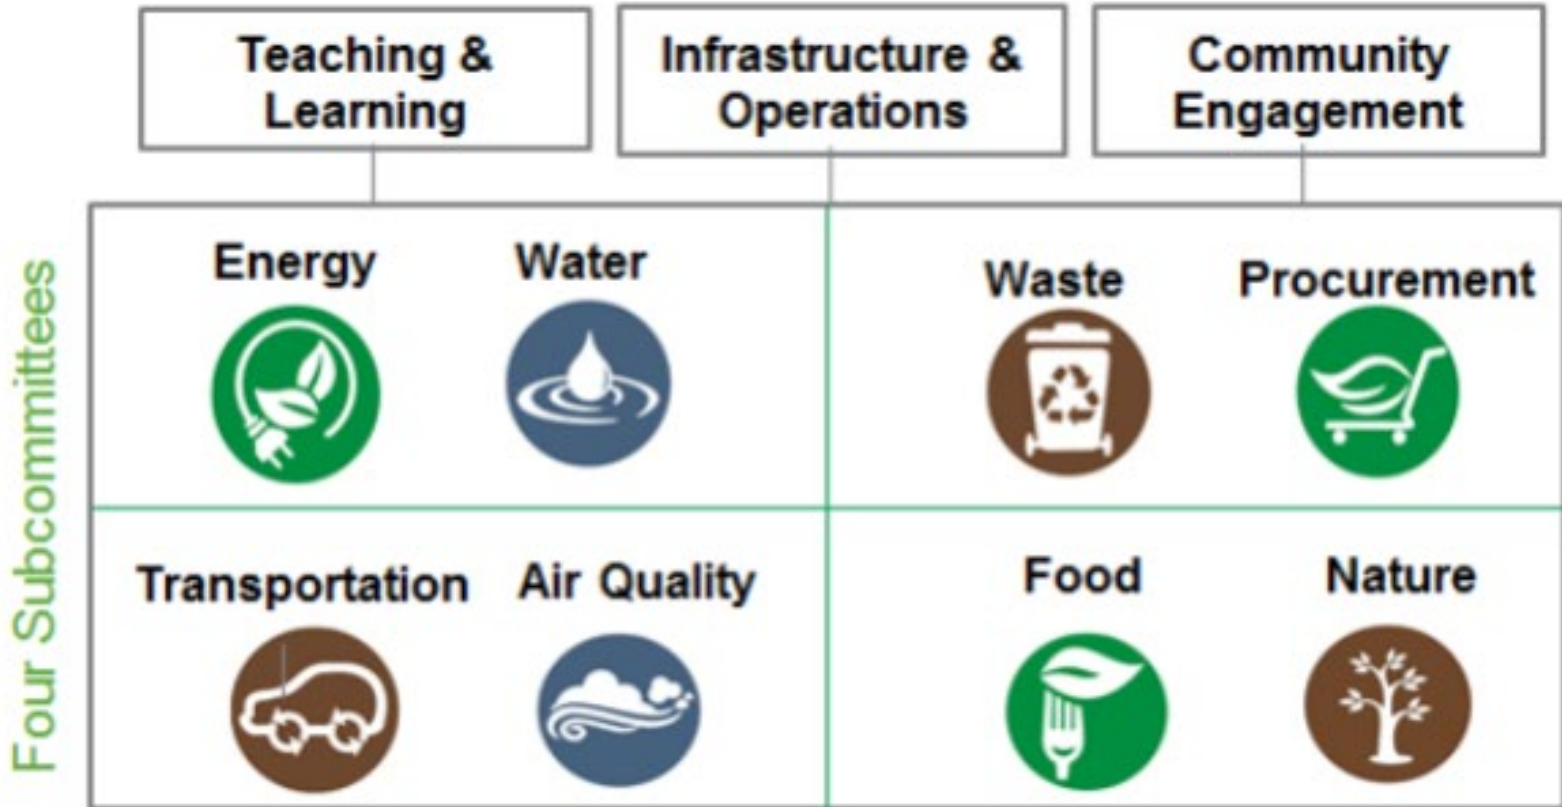 Teaching &
Learning
Infrastructure &
Operations
Community
Engagement
Four Subcommittees
Energy
Water
Waste
Procurement
Transportation
Air Quality
Food
Nature